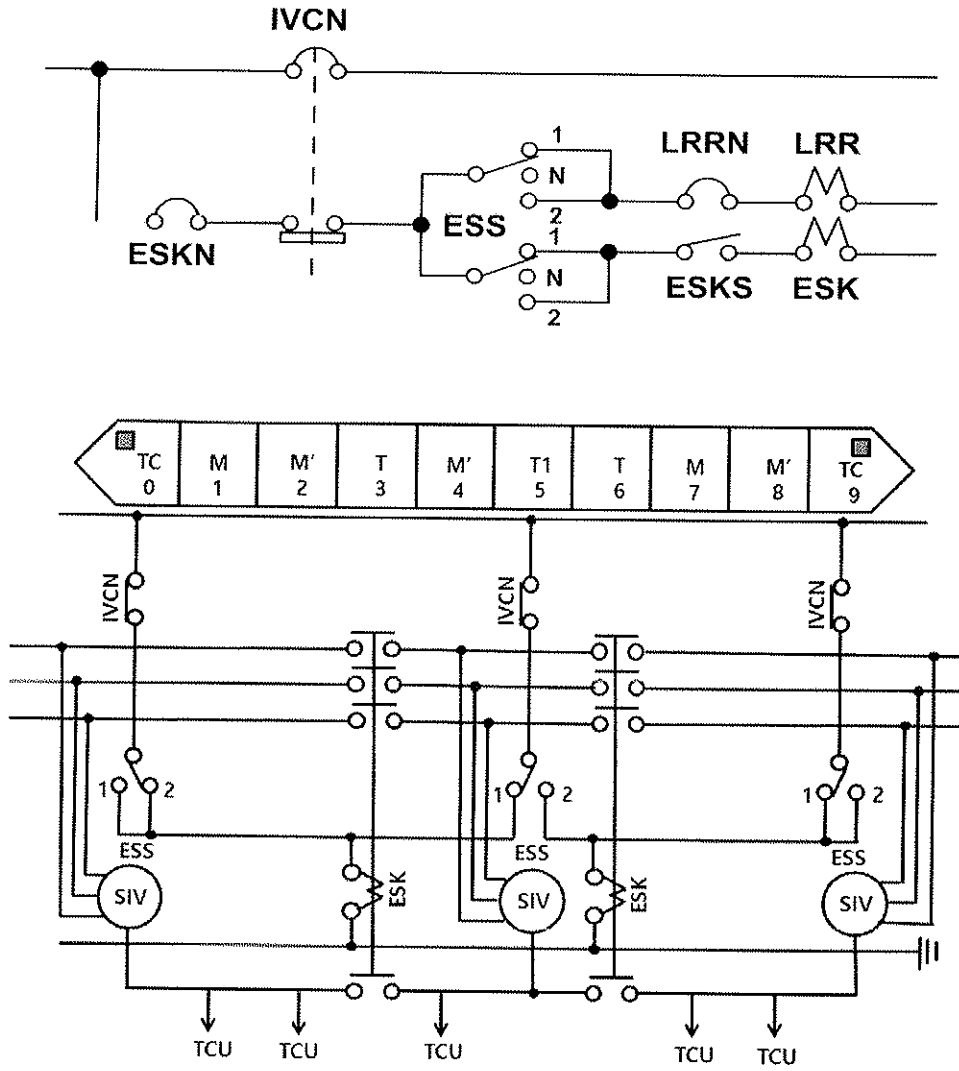 IVCN
1
LRRN LRR
N
ESS 2
ESKN 1
N ESKS ESK
2
TC M M' T M' T1 T M M' TC
0 1 2 3 4 5 6 7 8 9
IVCN IVCN IVCN
1 2 1 2 1 2
ESS ESS ESS
SIV ESK SIV ESK SIV
TCU TCU TCU TCU TCU